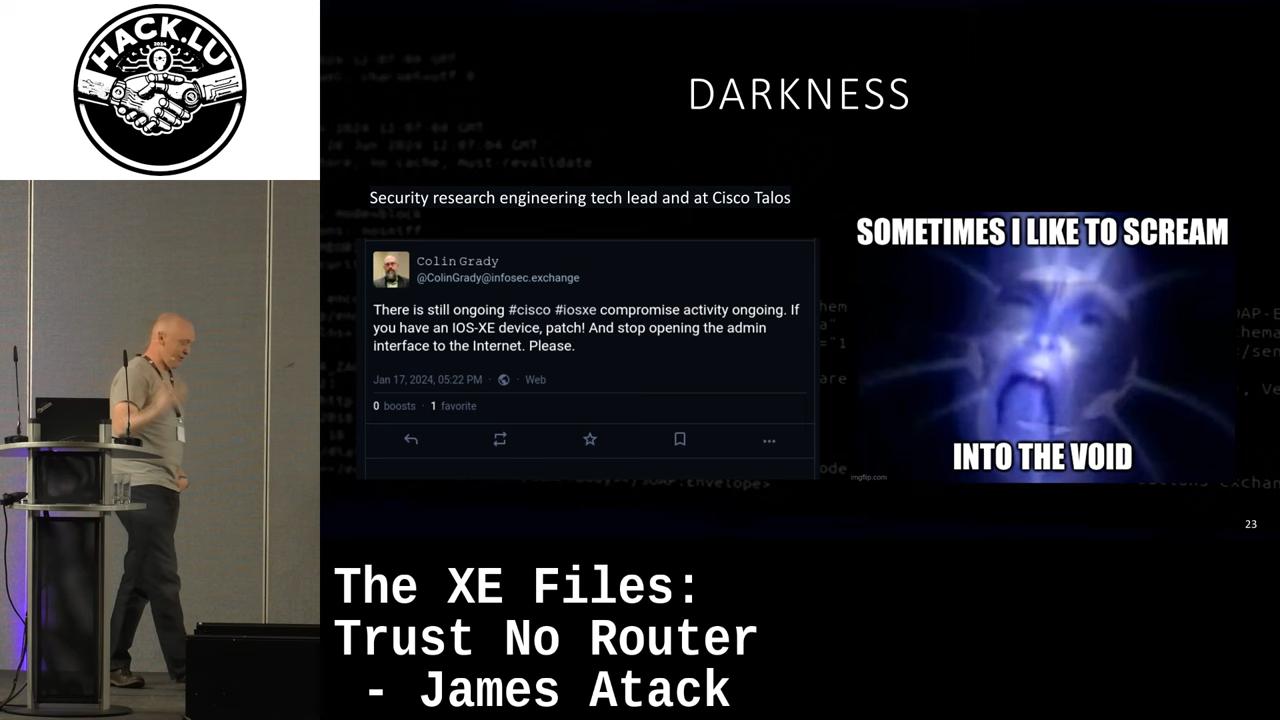 HACK.LU
2024
DARKNESS
Security research engineering tech lead and at Cisco Talos
Colin Grady
@ColinGrady@infosec.exchange
There is still ongoing #cisco #iosxe compromise activity ongoing. If
you have an IOS-XE device, patch! And stop opening the admin
interface to the Internet. Please.
Jan 17, 2024, 05:22 PM · Web
0 boosts · 1 favorite
SOMETIMES I LIKE TO SCREAM
INTO THE VOID
imgflip.com
23
The XE Files:
Trust No Router
- James Atack